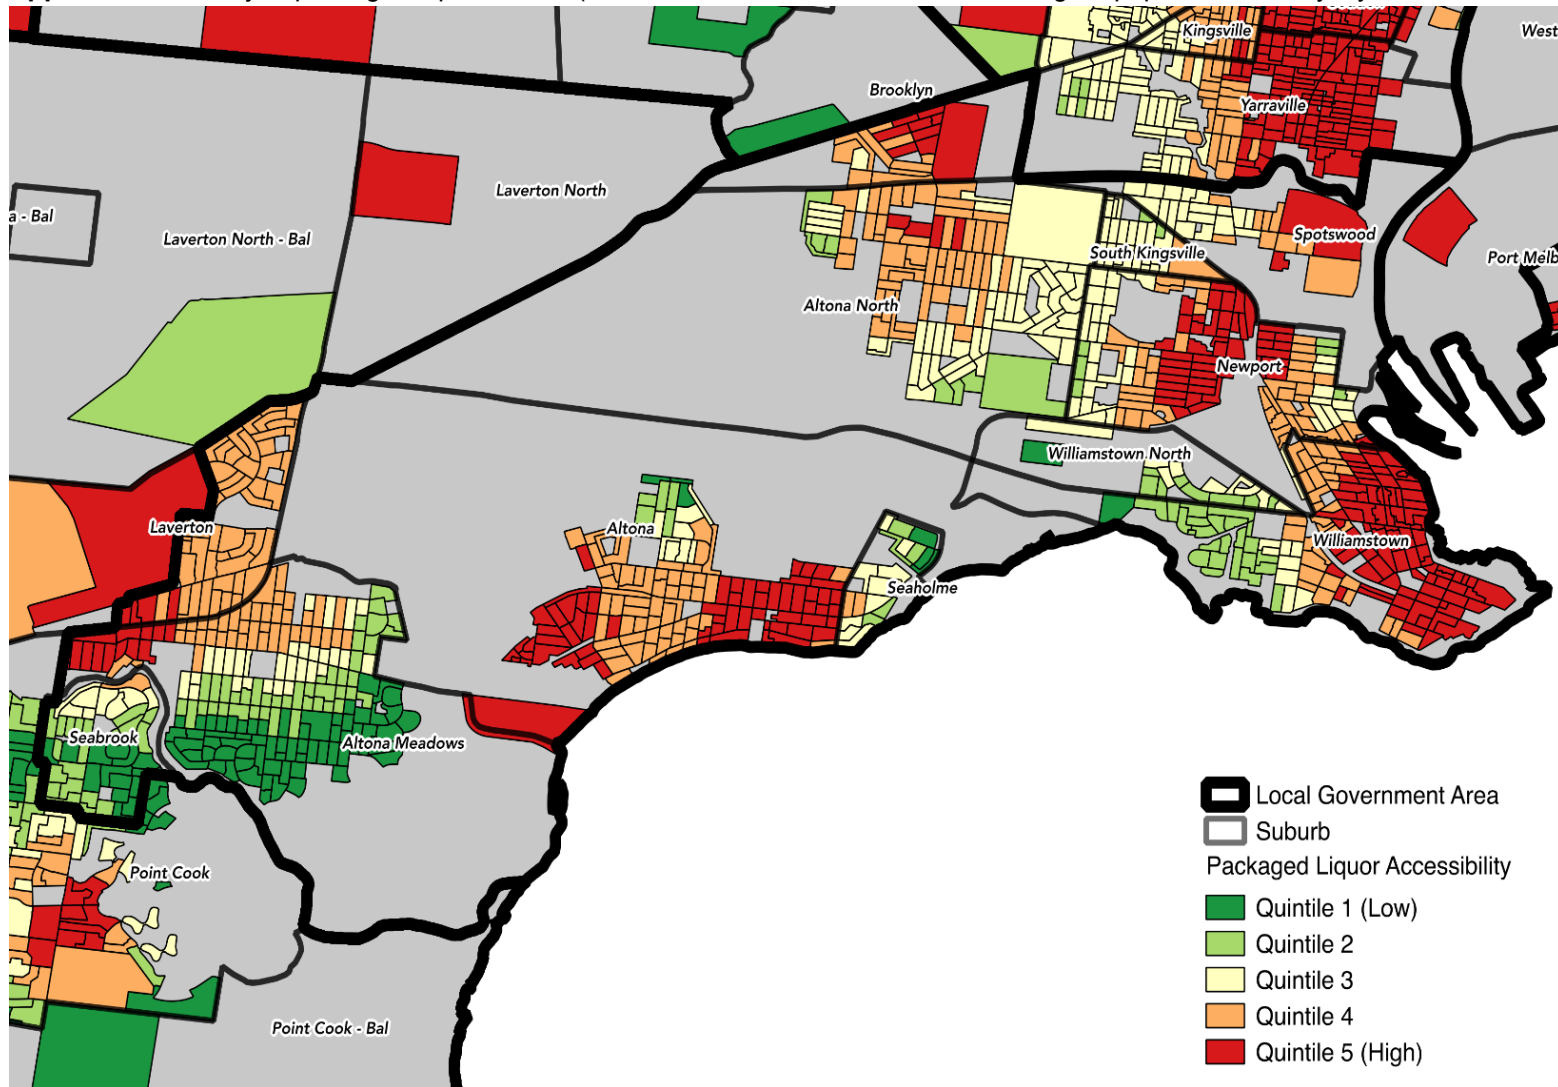 Kingsville
West
Brooklyn
Yarraville
Laverton North
a - Bal
Laverton North - Bal
Spotswood
South Kingsville
Port Melb
Altona North
Newport
Williamstown North
Laverton
Altona
Williamstown
Seaholme
Seabrook
Altona Meadows
Point Cook
Point Cook - Bal
Local Government Area
Suburb
Packaged Liquor Accessibility
Quintile 1 (Low)
Quintile 2
Quintile 3
Quintile 4
Quintile 5 (High)